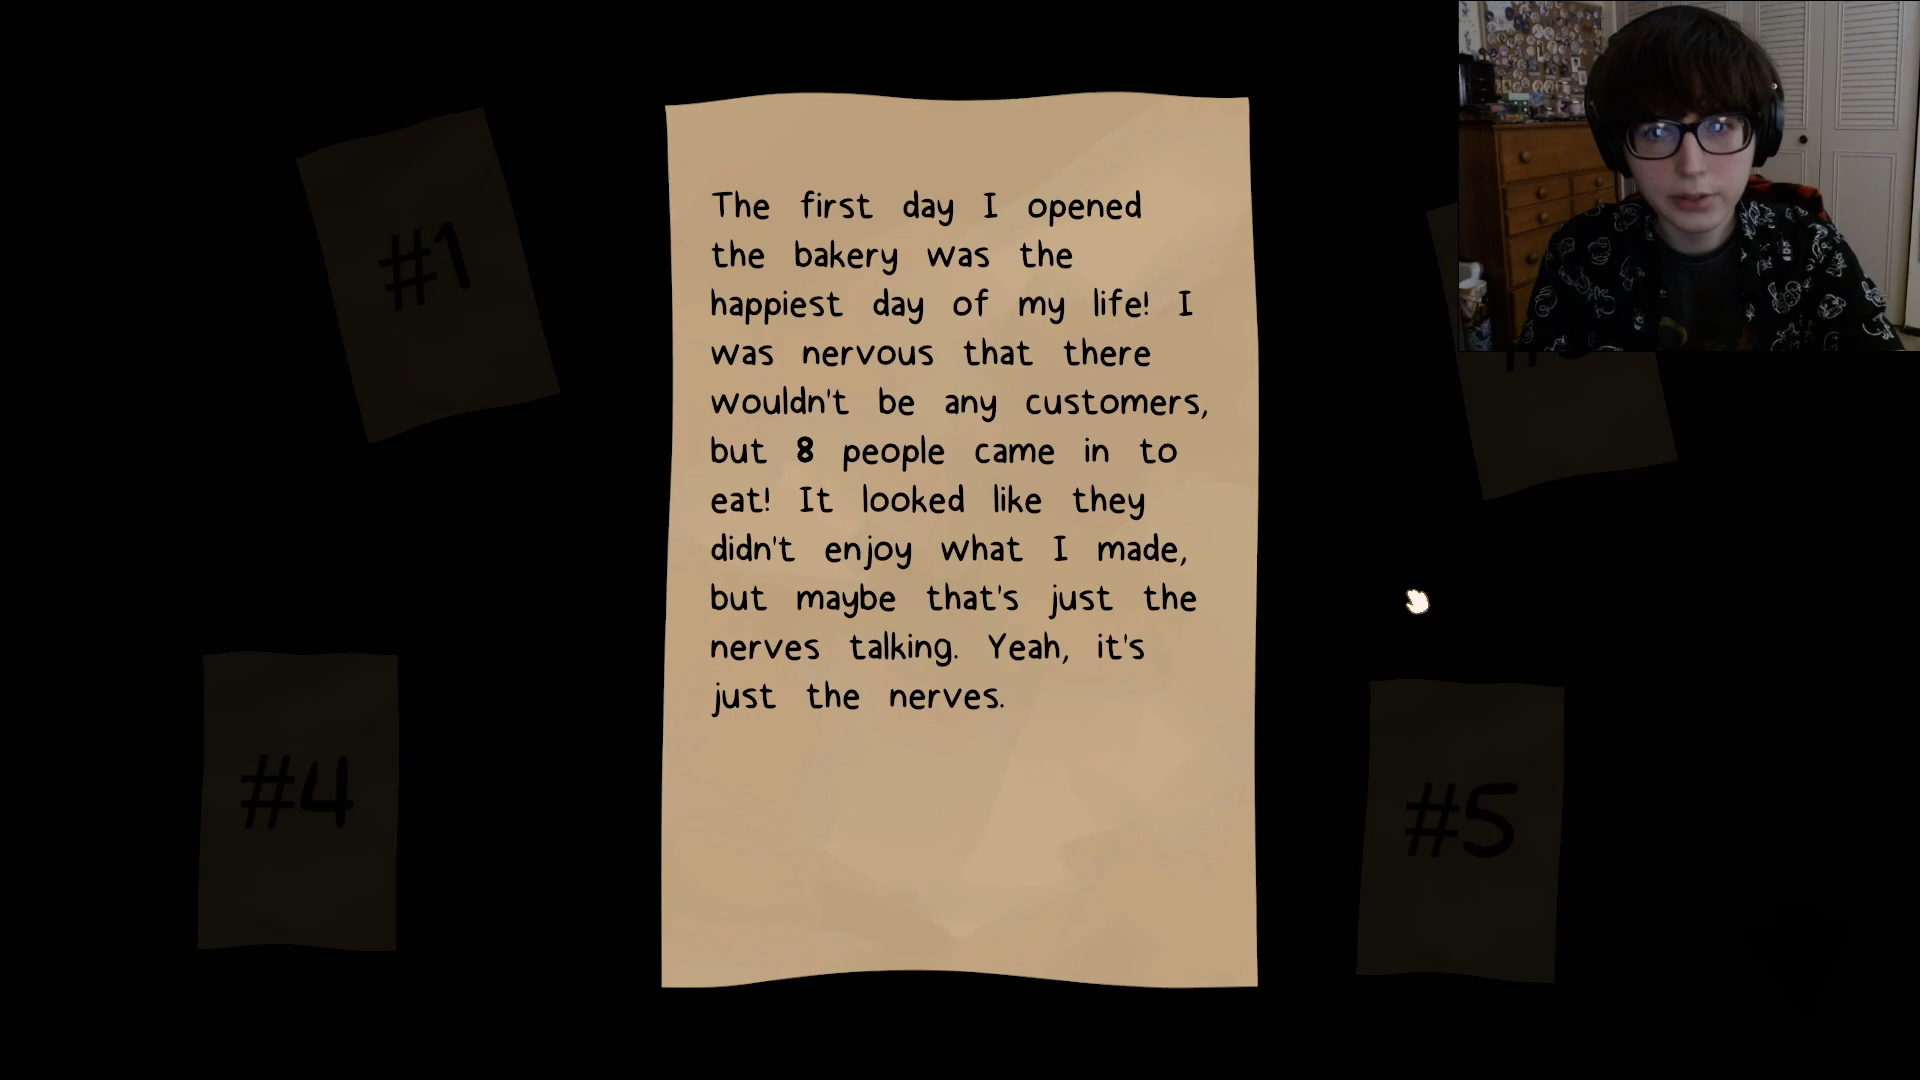 #1
The first day I opened
the bakery was the
happiest day of my life! I
was nervous that there
wouldn't be any customers,
but 8 people came in to
eat! It looked like they
didn't enjoy what I made,
but maybe that's just the
nerves talking. Yeah, it's
just the nerves.
#4
#5